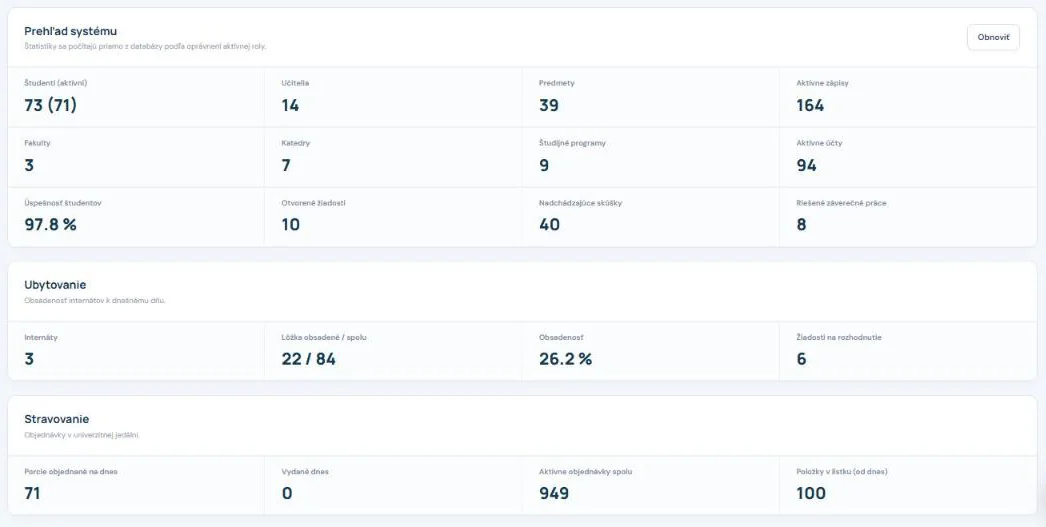 Prehľad systému
Štatistiky sa počítajú priamo z databázy podľa oprávnení aktívnej roly.
Obnoviť
Študenti (aktívni)
73 (71)
Učitelia
14
Predmety
39
Aktívne zápisy
164
Fakulty
3
Katedry
7
Študijné programy
9
Aktívne účty
94
Úspešnosť študentov
97.8 %
Otvorené žiadosti
10
Nadchádzajúce skúšky
40
Riešené záverečné práce
8
Ubytovanie
Obsadenosť internátov k dnešnému dňu.
Internáty
3
Lôžka obsadené / spolu
22 / 84
Obsadenosť
26.2 %
Žiadosti na rozhodnutie
6
Stravovanie
Objednávky v univerzitnej jedálni.
Porcie objednané na dnes
71
Vydané dnes
0
Aktívne objednávky spolu
949
Položky v lístku (od dnes)
100